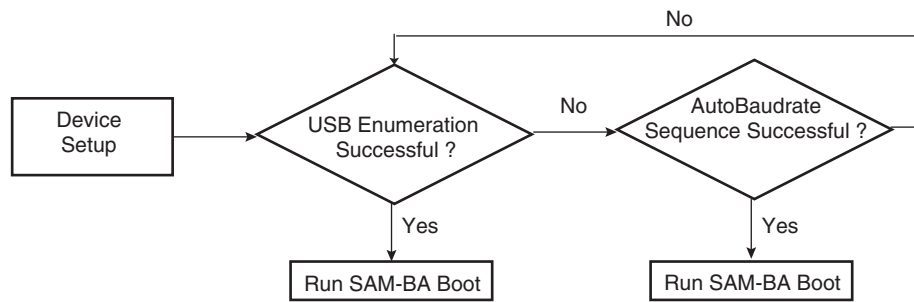 No
Device
Setup
USB Enumeration
Successful ?
No
AutoBaudrate
Sequence Successful ?
Yes
Yes
Run SAM-BA Boot
Run SAM-BA Boot